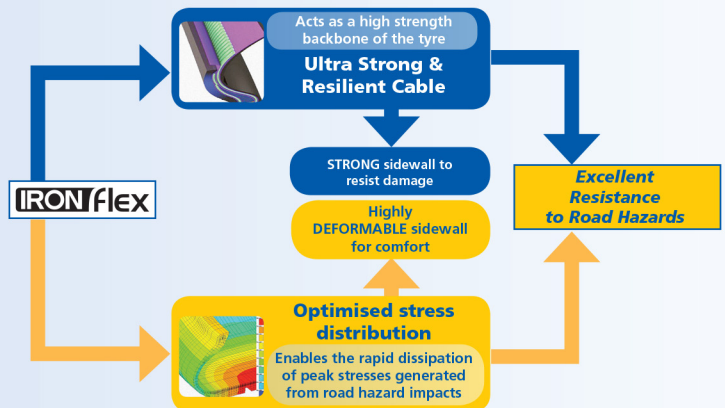 Acts as a high strength
backbone of the tyre
Ultra Strong &
Resilient Cable
STRONG sidewall to
resist damage
IRONflex
Excellent
Resistance
to Road Hazards
Highly
DEFORMABLE sidewall
for comfort
Optimised stress
distribution
Enables the rapid dissipation
of peak stresses generated
from road hazard impacts